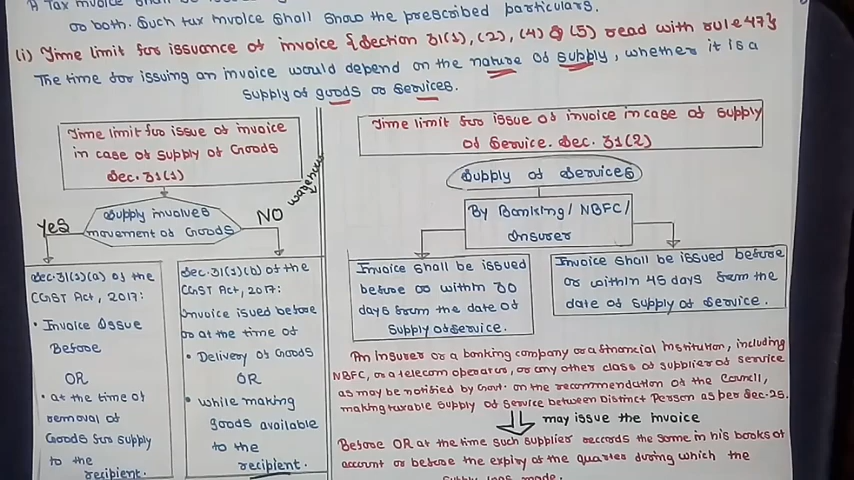 A Tax invoice shall be issued
or both. Such tax invoice shall show the prescribed particulars.
(i) Time limit for issuance of invoice {Section 31(1), (2), (4) & (5) read with rule 47}
The time for issuing an invoice would depend on the nature of supply, whether it is a
supply of goods or services.
Time limit for issue of invoice
in case of supply of Goods
Sec. 31(1)
Supply involves
movement of Goods
Yes
NO
Sec. 31(1)(a) of the
CGST Act, 2017:
• Invoice Issue
Before
OR
• at the time of
removal of
Goods for supply
to the
recipient.
Sec. 31(1)(b) of the
CGST Act, 2017:
Invoice isued before
or at the time of
• Delivery of Goods
OR
• while making
goods available
to the
recipient.
Time limit for issue of invoice in case of supply
of Service. Sec. 31(2)
Supply of Services
By Banking/NBFC/
Insurer
Invoice shall be issued
before or within 30
days from the date of
Supply of Service.
Invoice shall be issued before
or within 45 days from the
date of supply of service.
An Insurer or a banking company or a financial Institution, including
NBFC, or a telecom operator, or any other class of supplier of service
as may be notified by Govt. on the recommendation of the Council,
making taxable supply of Service between Distinct Person as per Sec. 25.
may issue the invoice
Before OR at the time such supplier records the same in his books of
account or before the expiry of the quarter during which the
Supply was made.